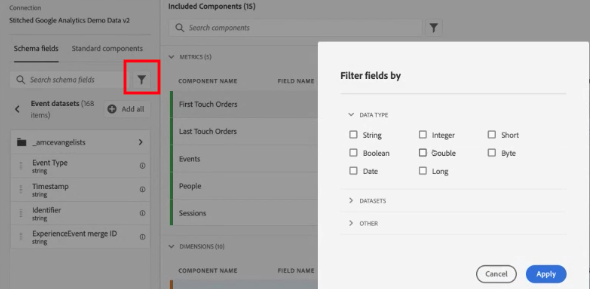 Connection
Stitched Google Analytics Demo Data v2
Schema fields
Standard components
Search schema fields
Event datasets (168 items)
Add all
_amcevangelists
Event Type
string
Timestamp
string
Identifier
string
ExperienceEvent merge ID
string
Included Components (15)
Search components
METRICS (5)
COMPONENT NAME
FIELD NAME
First Touch Orders
Last Touch Orders
Events
People
Sessions
DIMENSIONS (10)
COMPONENT NAME
FIELD NAME
Filter fields by
DATA TYPE
String
Integer
Short
Boolean
Double
Byte
Date
Long
DATASETS
OTHER
Cancel
Apply